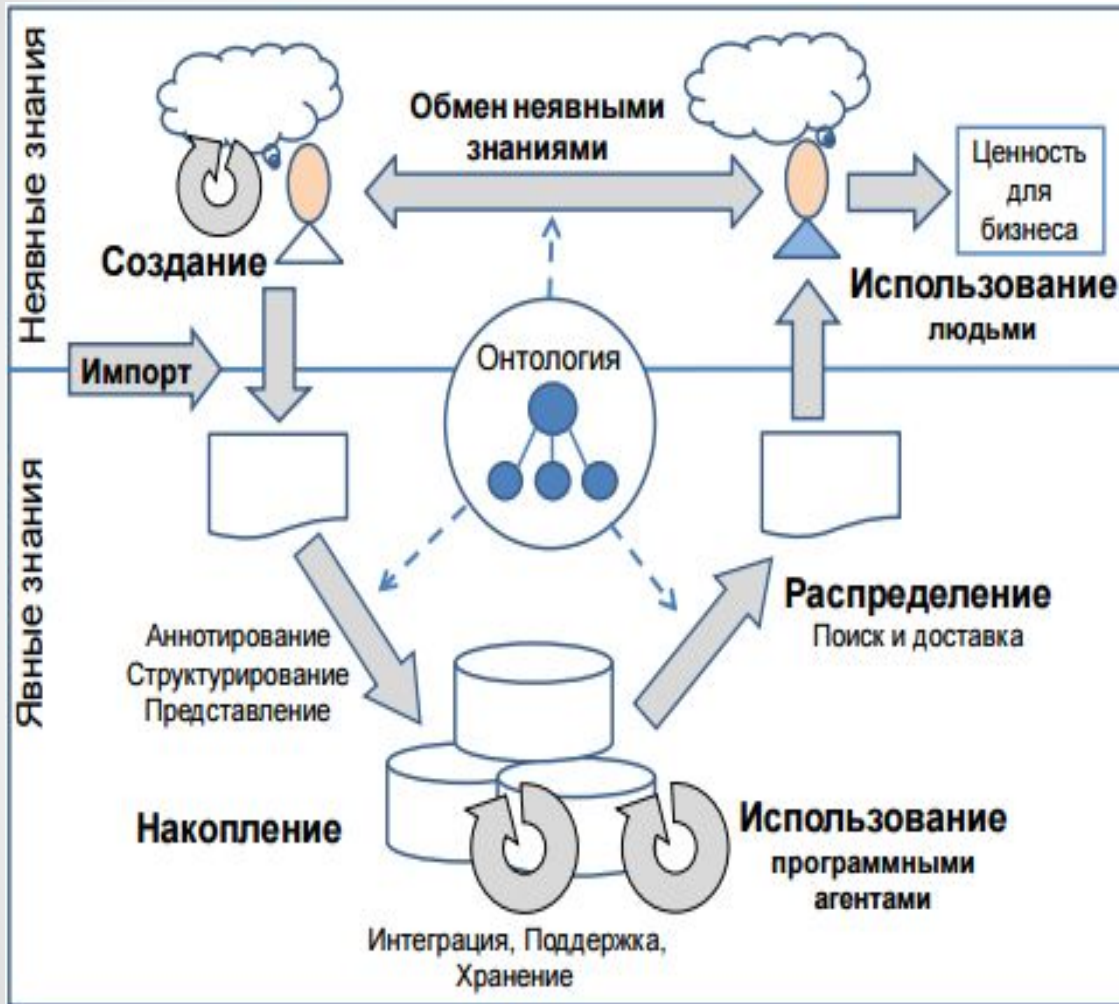 Неявные знания
Обмен неявными
знаниями
Ценность
для
бизнеса
Создание
Использование
людьми
Импорт
Онтология
Явные знания
Распределение
Поиск и доставка
Аннотирование
Структурирование
Представление
Накопление
Использование
программными
агентами
Интеграция, Поддержка,
Хранение